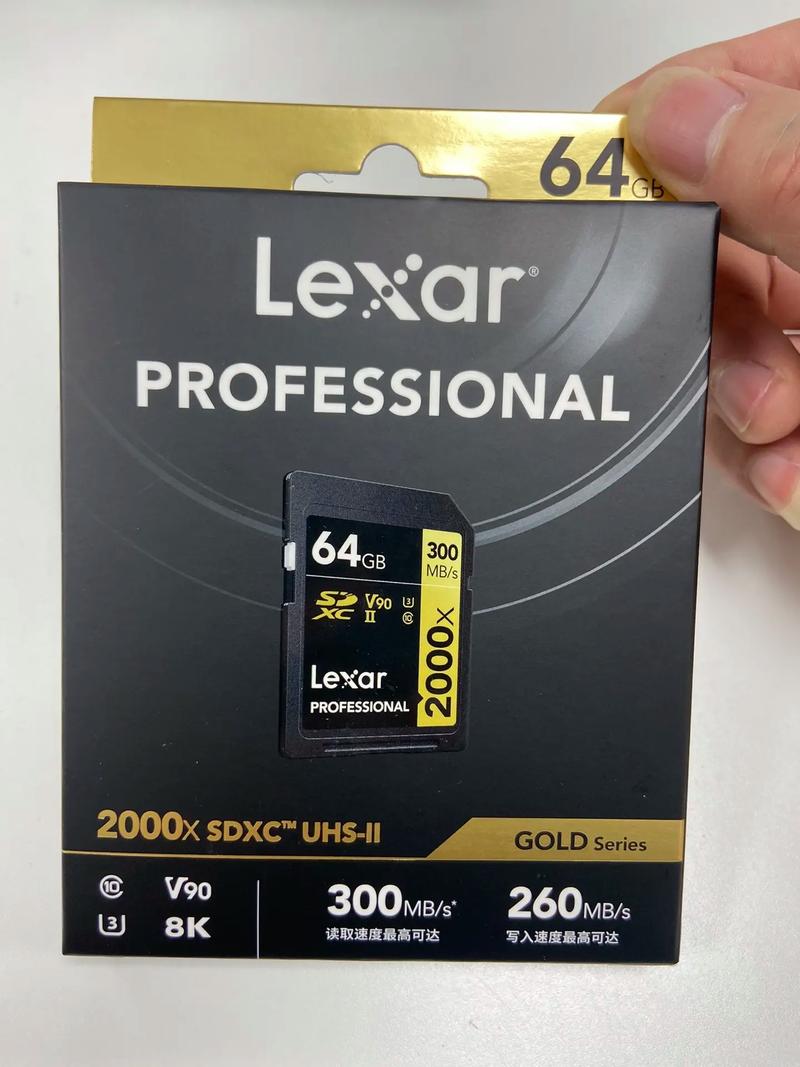 64GB
Lexar®
PROFESSIONAL
64GB
300
MB/s
SD
XC
V90
II
3
10
2000x
Lexar
PROFESSIONAL
2000x SDXC™ UHS-II
GOLD Series
10 V90
3 8K
300MB/s* 260MB/s
读取速度最高可达 写入速度最高可达